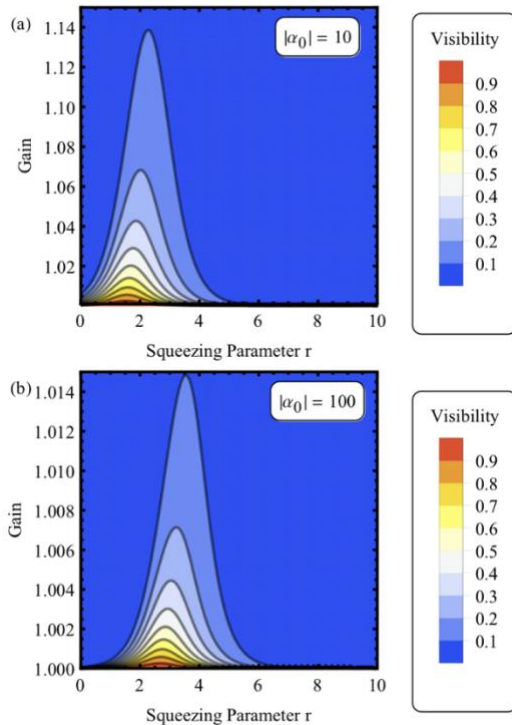 (a)
|α₀| = 10
Gain
1.14
1.12
1.10
1.08
1.06
1.04
1.02
0 2 4 6 8 10
Squeezing Parameter r
Visibility
0.9
0.8
0.7
0.6
0.5
0.4
0.3
0.2
0.1
(b)
|α₀| = 100
Gain
1.014
1.012
1.010
1.008
1.006
1.004
1.002
1.000
0 2 4 6 8 10
Squeezing Parameter r
Visibility
0.9
0.8
0.7
0.6
0.5
0.4
0.3
0.2
0.1